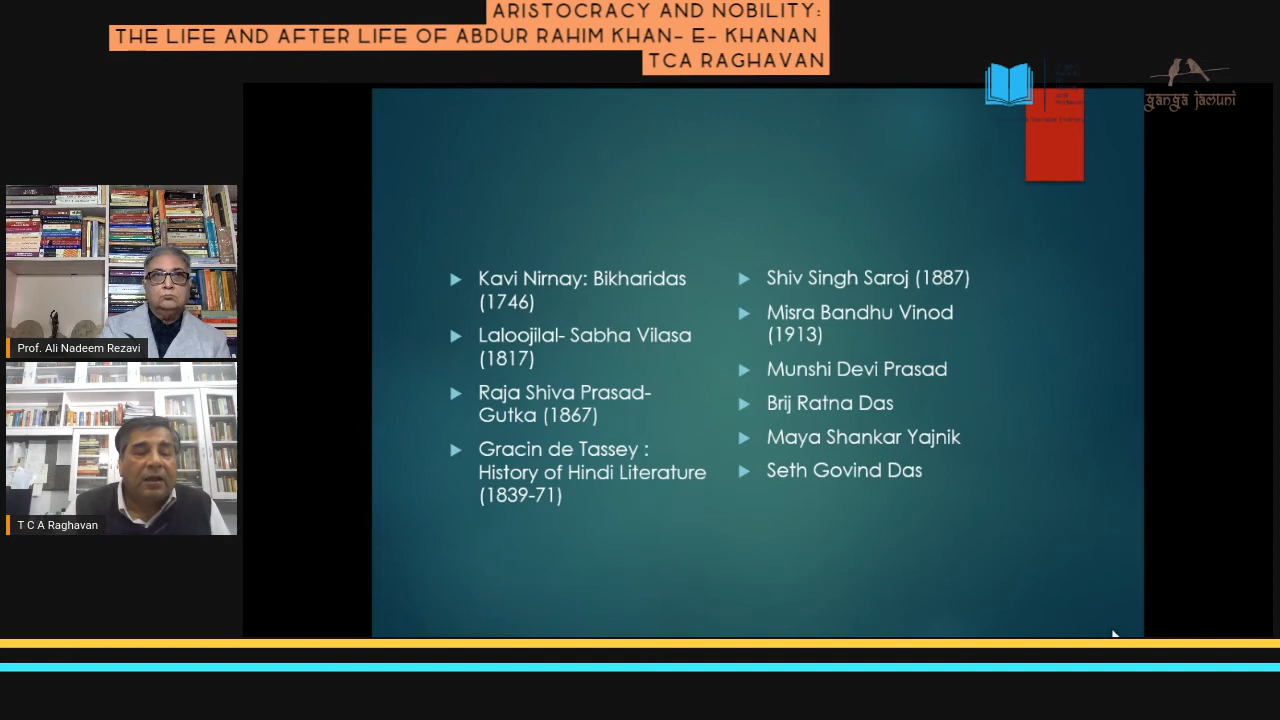 ARISTOCRACY AND NOBILITY:
THE LIFE AND AFTER LIFE OF ABDUR RAHIM KHAN- E- KHANAN
TCA RAGHAVAN
ganga jamuni
Kavi Nirnay: Bikharidas
(1746)
Laloojilal- Sabha Vilasa
(1817)
Raja Shiva Prasad-
Gutka (1867)
Gracin de Tassey :
History of Hindi Literature
(1839-71)
Shiv Singh Saroj (1887)
Misra Bandhu Vinod
(1913)
Munshi Devi Prasad
Brij Ratna Das
Maya Shankar Yajnik
Seth Govind Das
Prof. Ali Nadeem Rezavi
T C A Raghavan